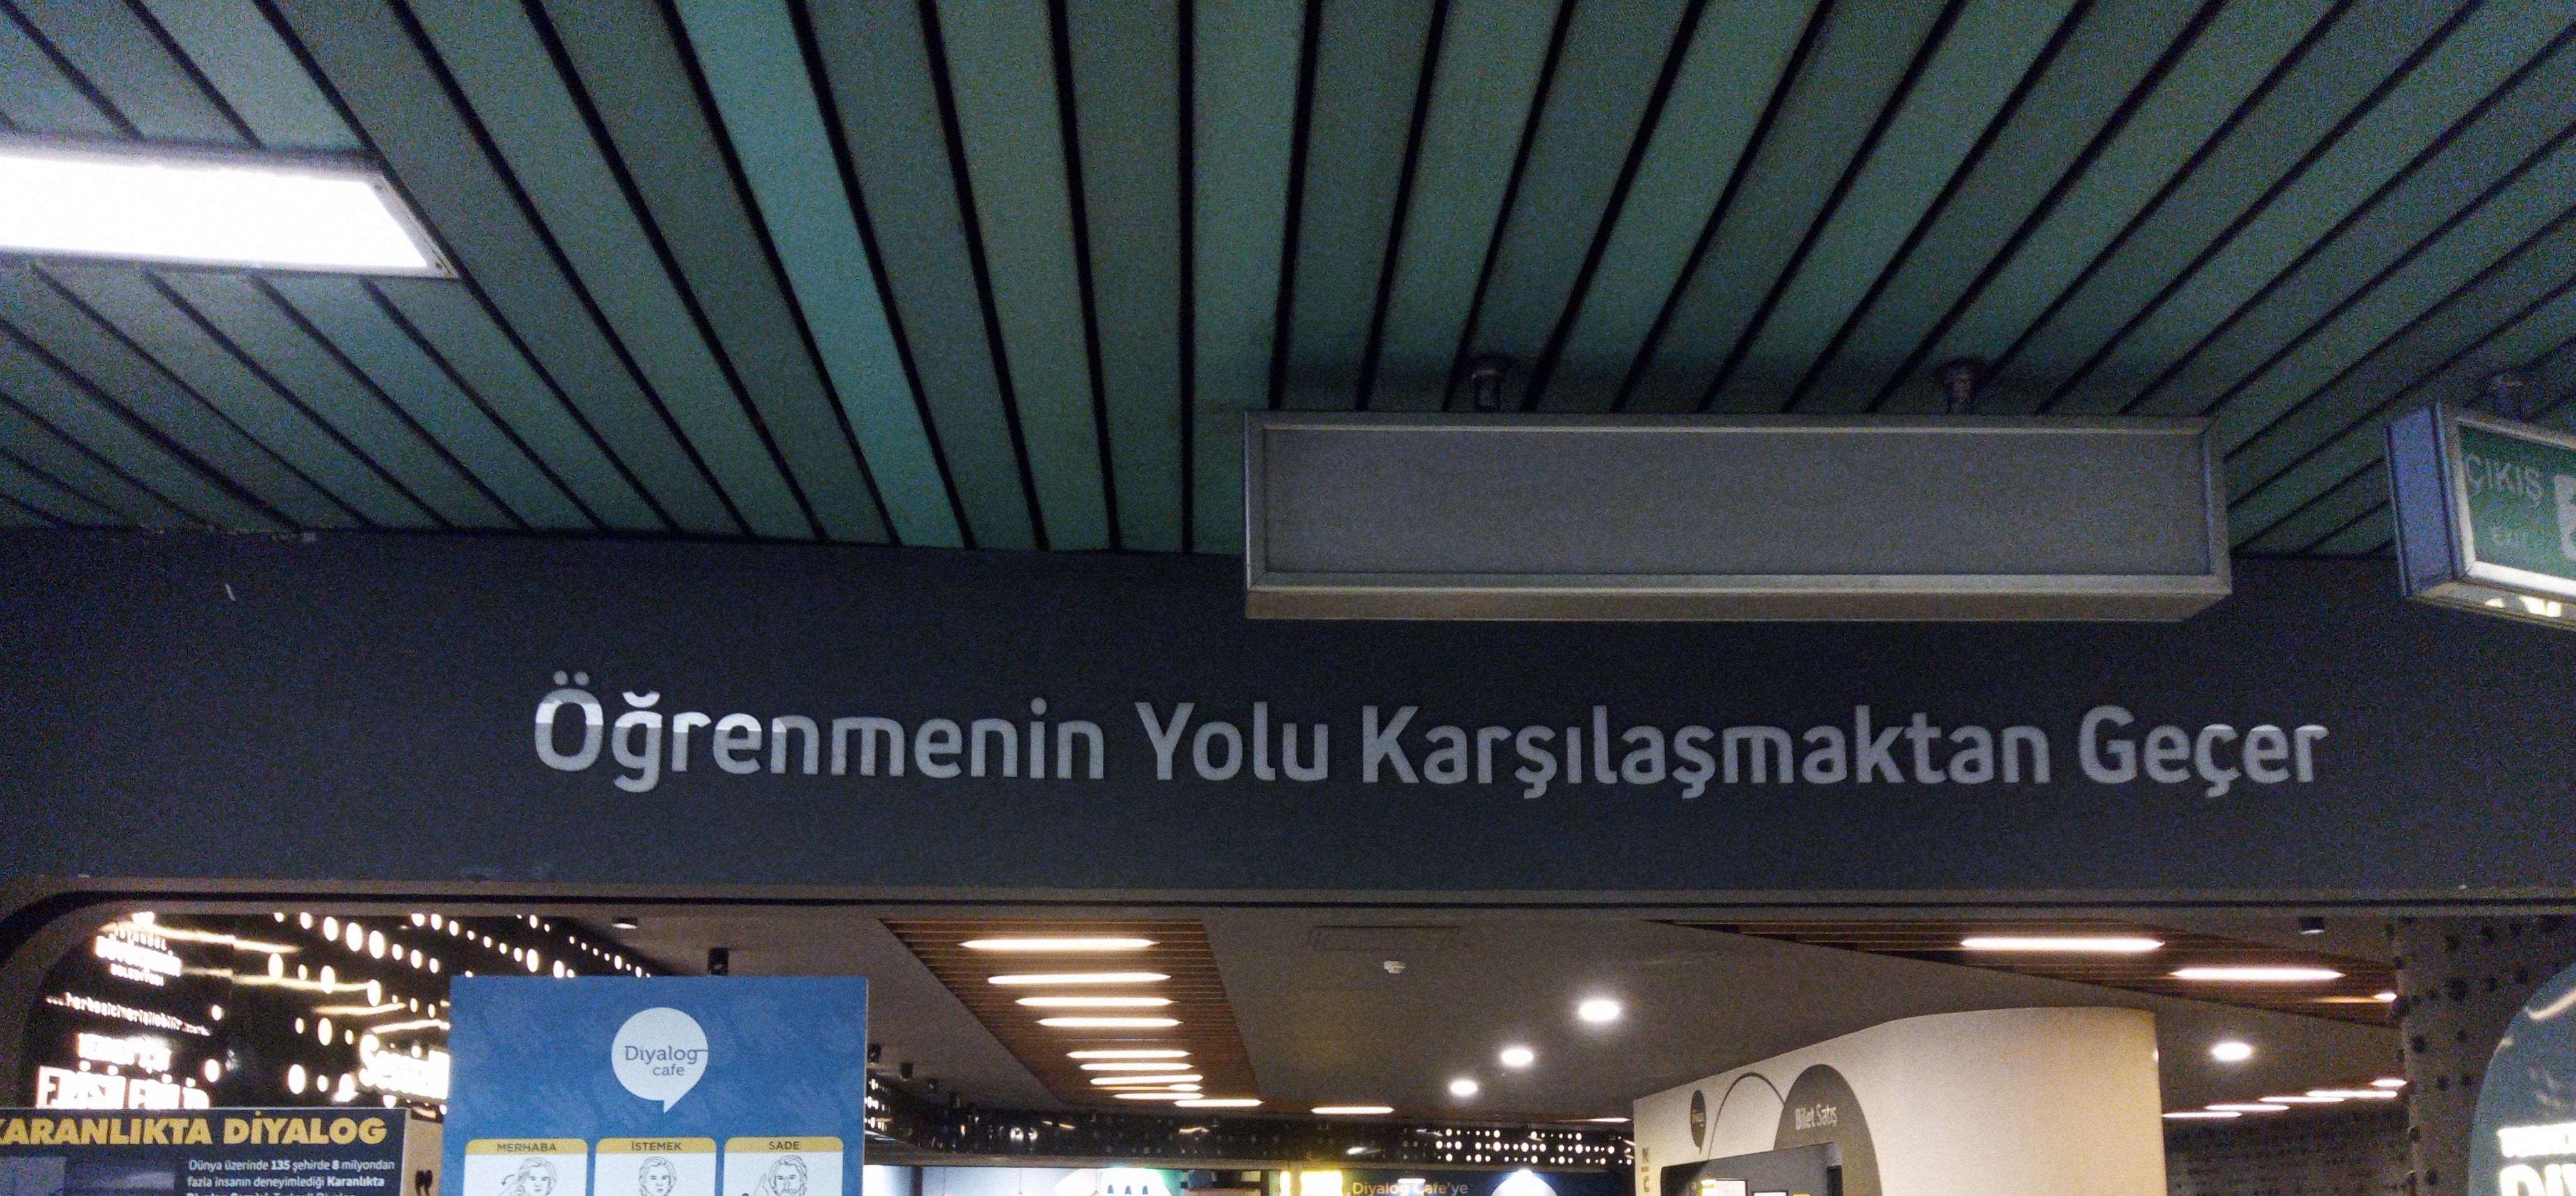 ÇIKIŞ
EXIT
Öğrenmenin Yolu Karşılaşmaktan Geçer
Diyalog
cafe
Bilet Satış
KARANLIKTA DİYALOG
MERHABA
İSTEMEK
SADE
Dünya üzerinde 135 şehirde 8 milyondan
fazla insanın deneyimlediği Karanlıkta
Diyalog Cafe'ye